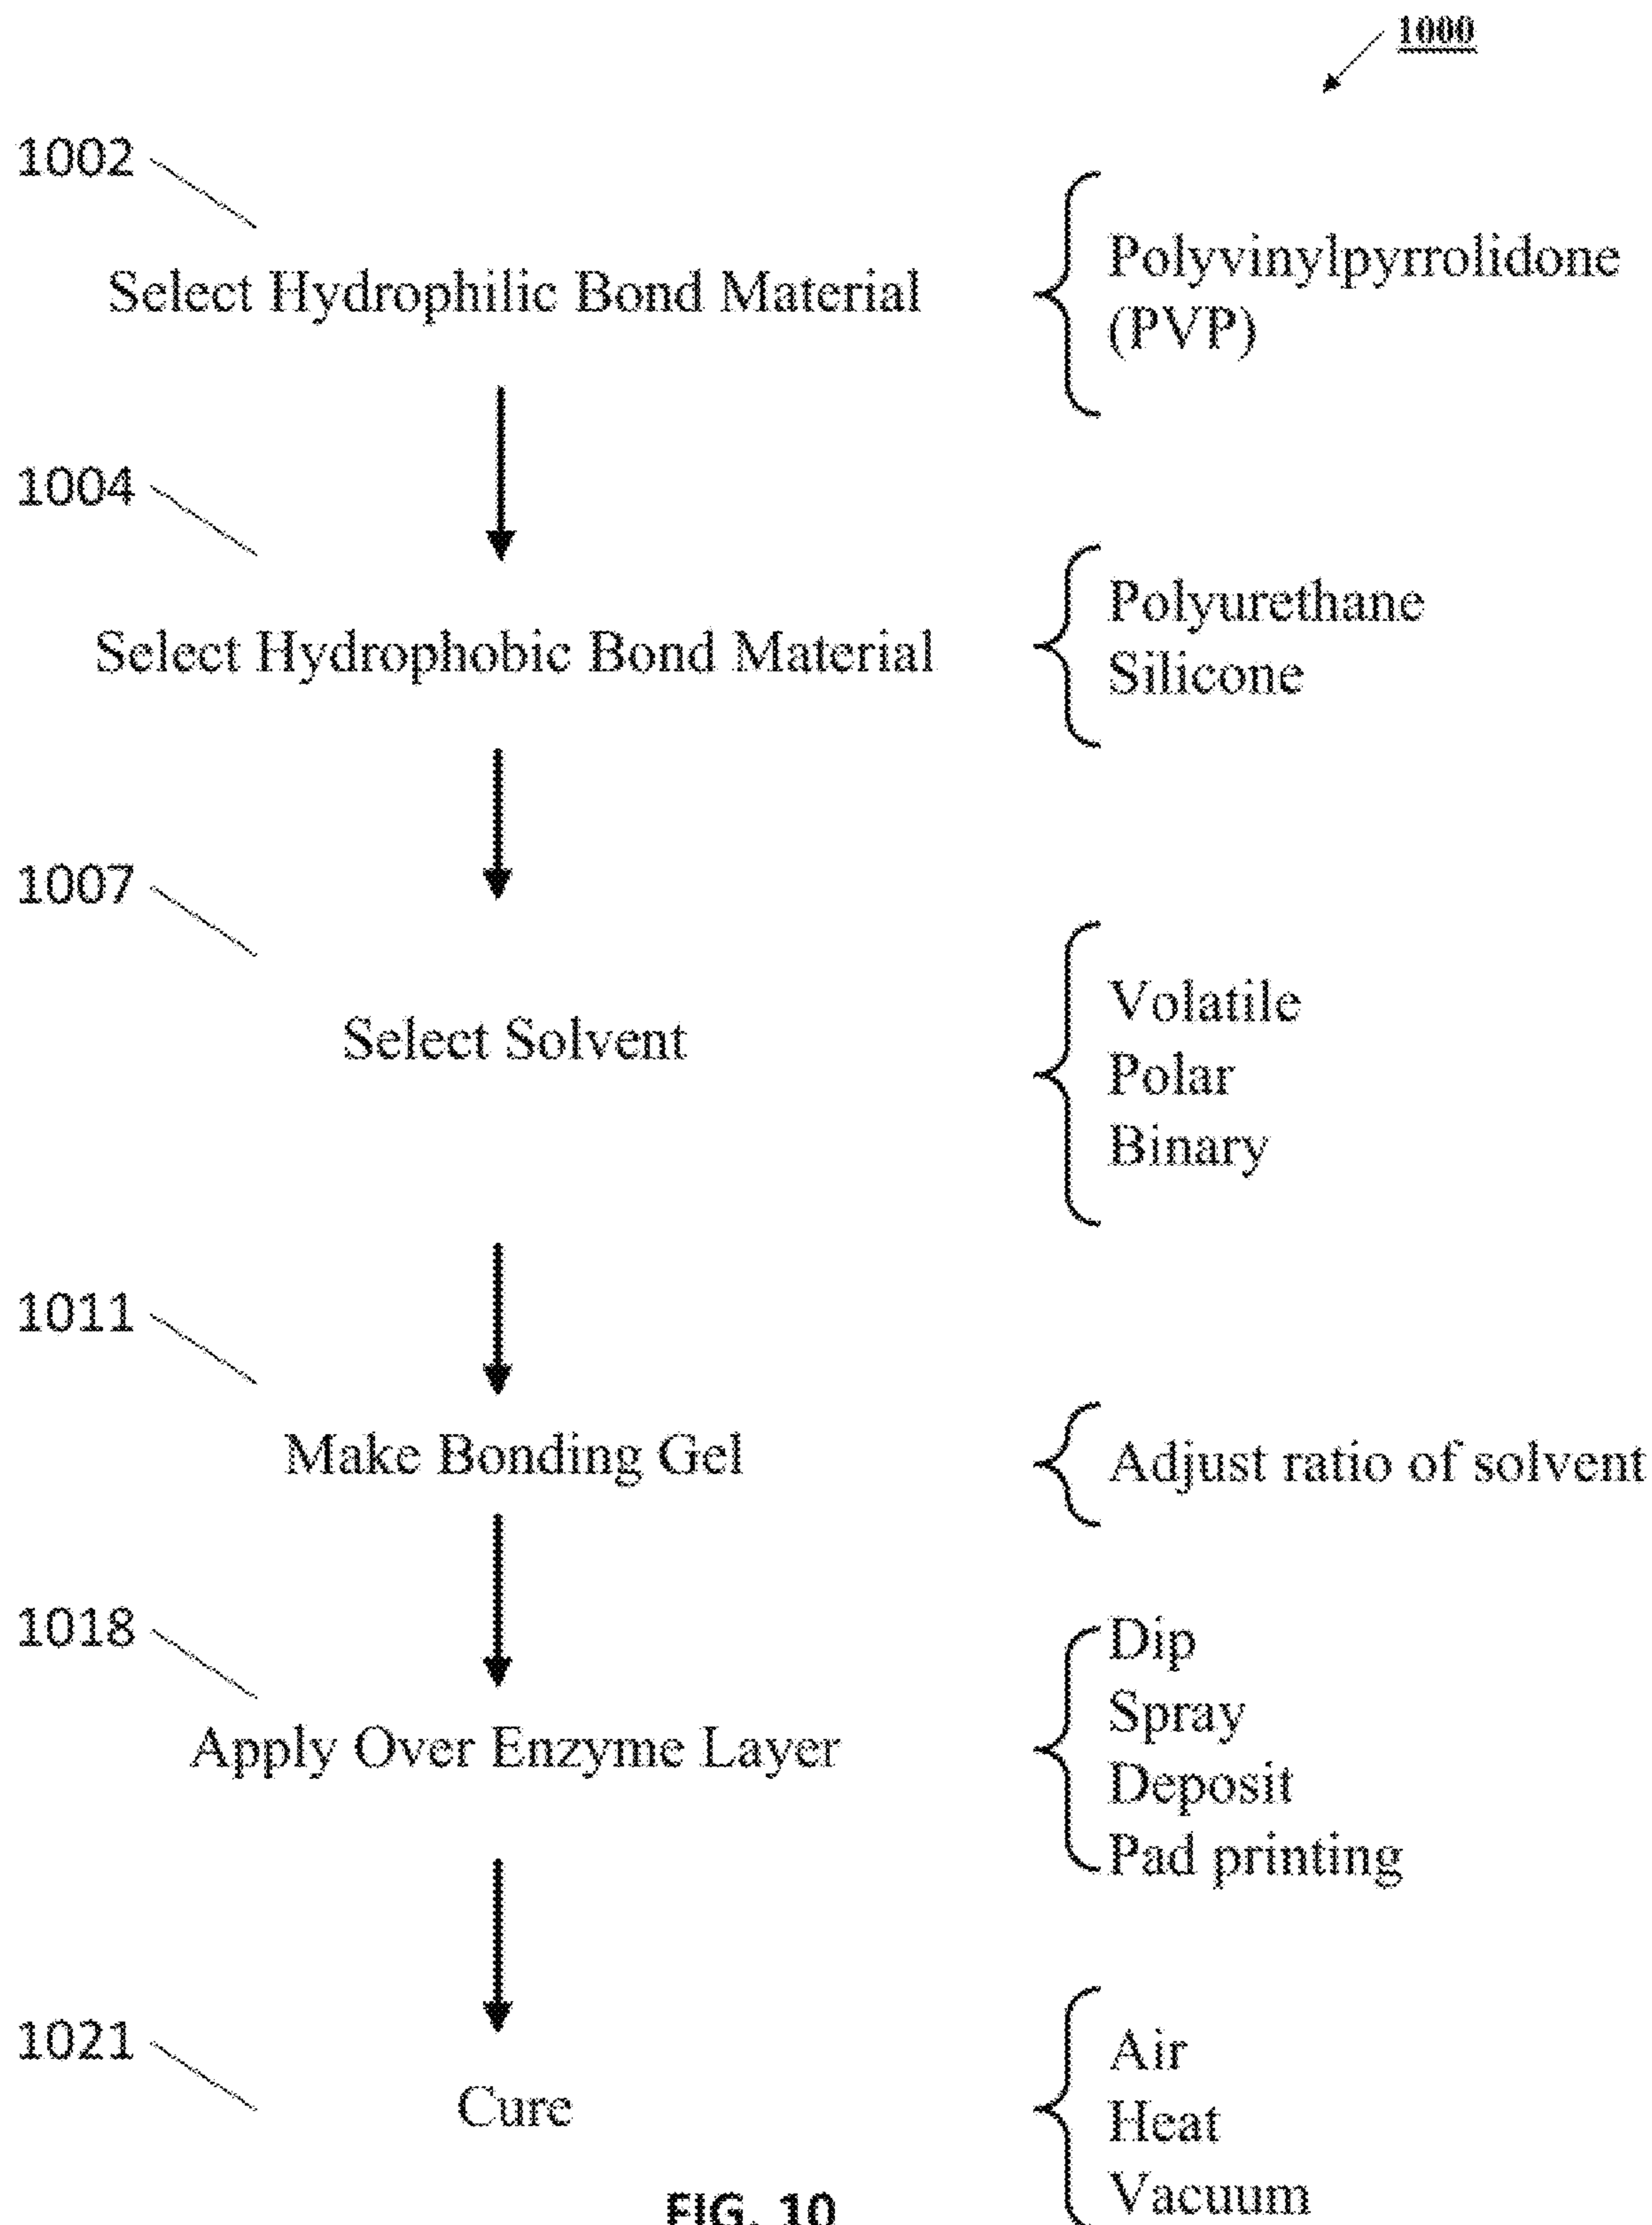 1000
1002
Select Hydrophilic Bond Material
Polyvinylpyrrolidone
(PVP)
1004
Select Hydrophobic Bond Material
Polyurethane
Silicone
1007
Select Solvent
Volatile
Polar
Binary
1011
Make Bonding Gel
Adjust ratio of solvent
1018
Apply Over Enzyme Layer
Dip
Spray
Deposit
Pad printing
1021
Cure
Air
Heat
Vacuum
FIG. 10